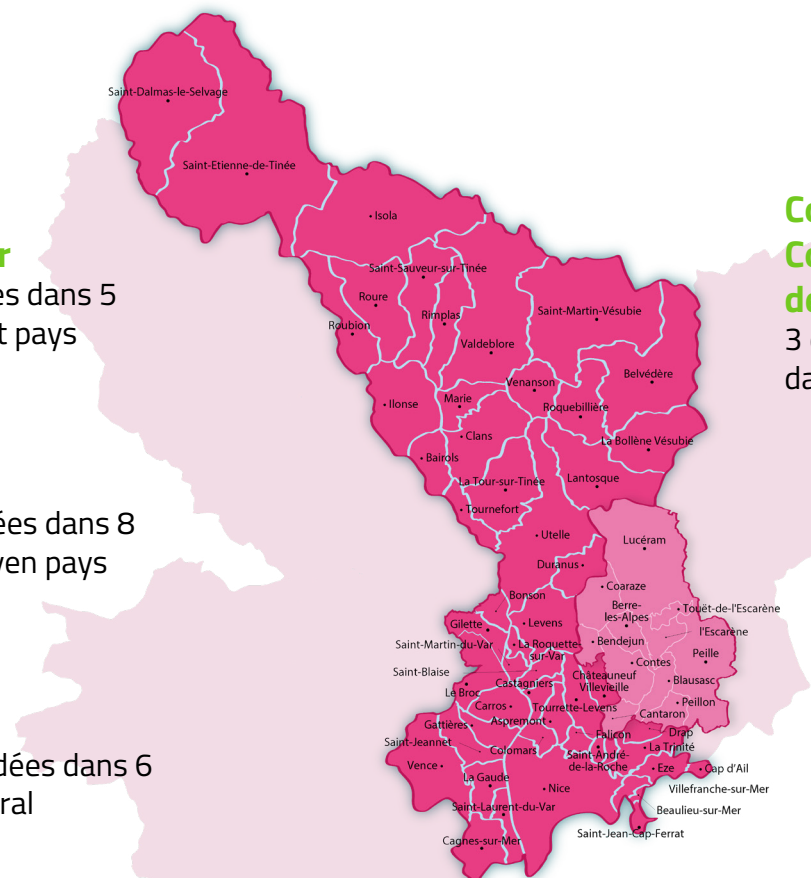 r
es dans 5
t pays
ées dans 8
yen pays
dées dans 6
ral
Saint-Dalmas-le-Selvage
Saint-Etienne-de-Tinée
Isola
Saint-Sauveur-sur-Tinée
Roure
Rimplas
Roubion
Saint-Martin-Vésubie
Valdeblore
Belvédère
Venanson
Marie
Ilonse
Roquebillière
Clans
La Bollène Vésubie
Bairols
La Tour-sur-Tinée
Lantosque
Tournefort
Utelle
Lucéram
Duranus
Coaraze
Bonson
Berre-
les-Alpes
Touët-de-l'Escarène
Gilette
Levens
l'Escarène
Saint-Martin-du-Var
La Roquette-
sur-Var
Bendejun
Peille
Contes
Saint-Blaise
Châteauneuf
Villevieille
Blausasc
Castagniers
Le Broc
Peillon
Carros
Tourrette-Levens
Cantaron
Gattières
Aspremont
Falicon
Drap
Saint-Jeannet
Colomars
Saint-André-
de-la-Roche
La Trinité
Vence
Eze
Cap d'Ail
La Gaude
Nice
Villefranche-sur-Mer
Saint-Laurent-du-Var
Beaulieu-sur-Mer
Saint-Jean-Cap-Ferrat
Cagnes-sur-Mer
Co
Co
de
3
da